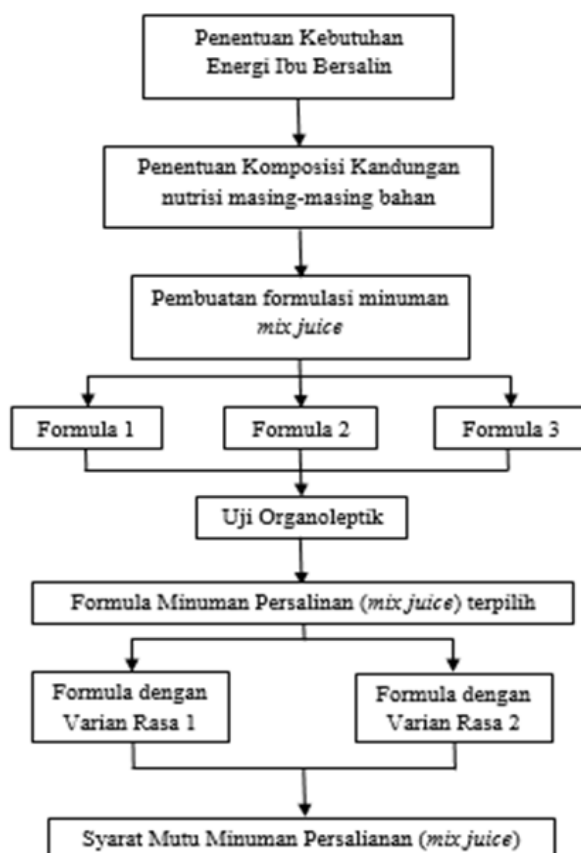 Penentuan Kebutuhan
Energi Ibu Bersalin
Penentuan Komposisi Kandungan
nutrisi masing-masing bahan
Pembuatan formulasi minuman
mix juice
Formula 1
Formula 2
Formula 3
Uji Organoleptik
Formula Minuman Persalinan (mix juice) terpilih
Formula dengan
Varian Rasa 1
Formula dengan
Varian Rasa 2
Syarat Mutu Minuman Persalianan (mix juice)